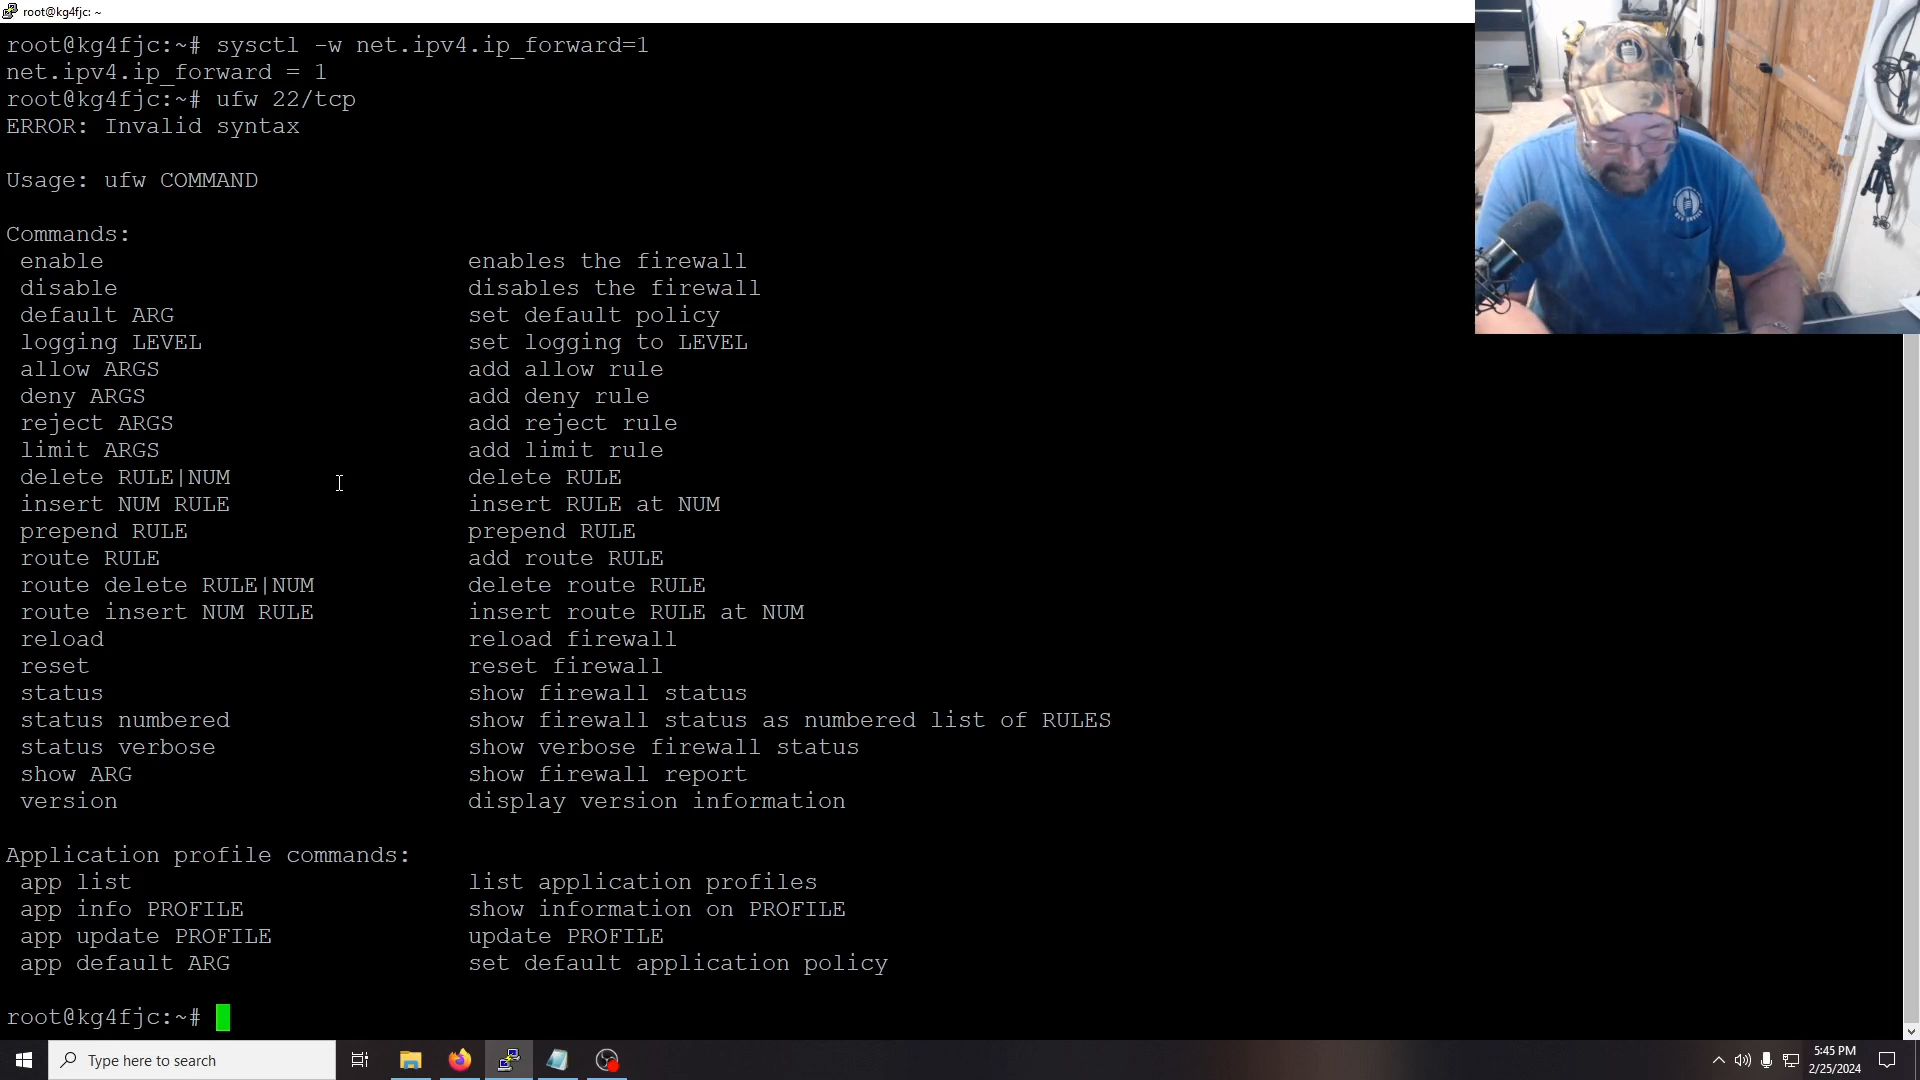 root@kg4fjc: ~
root@kg4fjc:~# sysctl -w net.ipv4.ip_forward=1
net.ipv4.ip_forward = 1
root@kg4fjc:~# ufw 22/tcp
ERROR: Invalid syntax
Usage: ufw COMMAND
Commands:
enable enables the firewall
disable disables the firewall
default ARG set default policy
logging LEVEL set logging to LEVEL
allow ARGS add allow rule
deny ARGS add deny rule
reject ARGS add reject rule
limit ARGS add limit rule
delete RULE|NUM delete RULE
insert NUM RULE insert RULE at NUM
prepend RULE prepend RULE
route RULE add route RULE
route delete RULE|NUM delete route RULE
route insert NUM RULE insert route RULE at NUM
reload reload firewall
reset reset firewall
status show firewall status
status numbered show firewall status as numbered list of RULES
status verbose show verbose firewall status
show ARG show firewall report
version display version information
Application profile commands:
app list list application profiles
app info PROFILE show information on PROFILE
app update PROFILE update PROFILE
app default ARG set default application policy
root@kg4fjc:~#
Type here to search
5:45 PM
2/25/2024